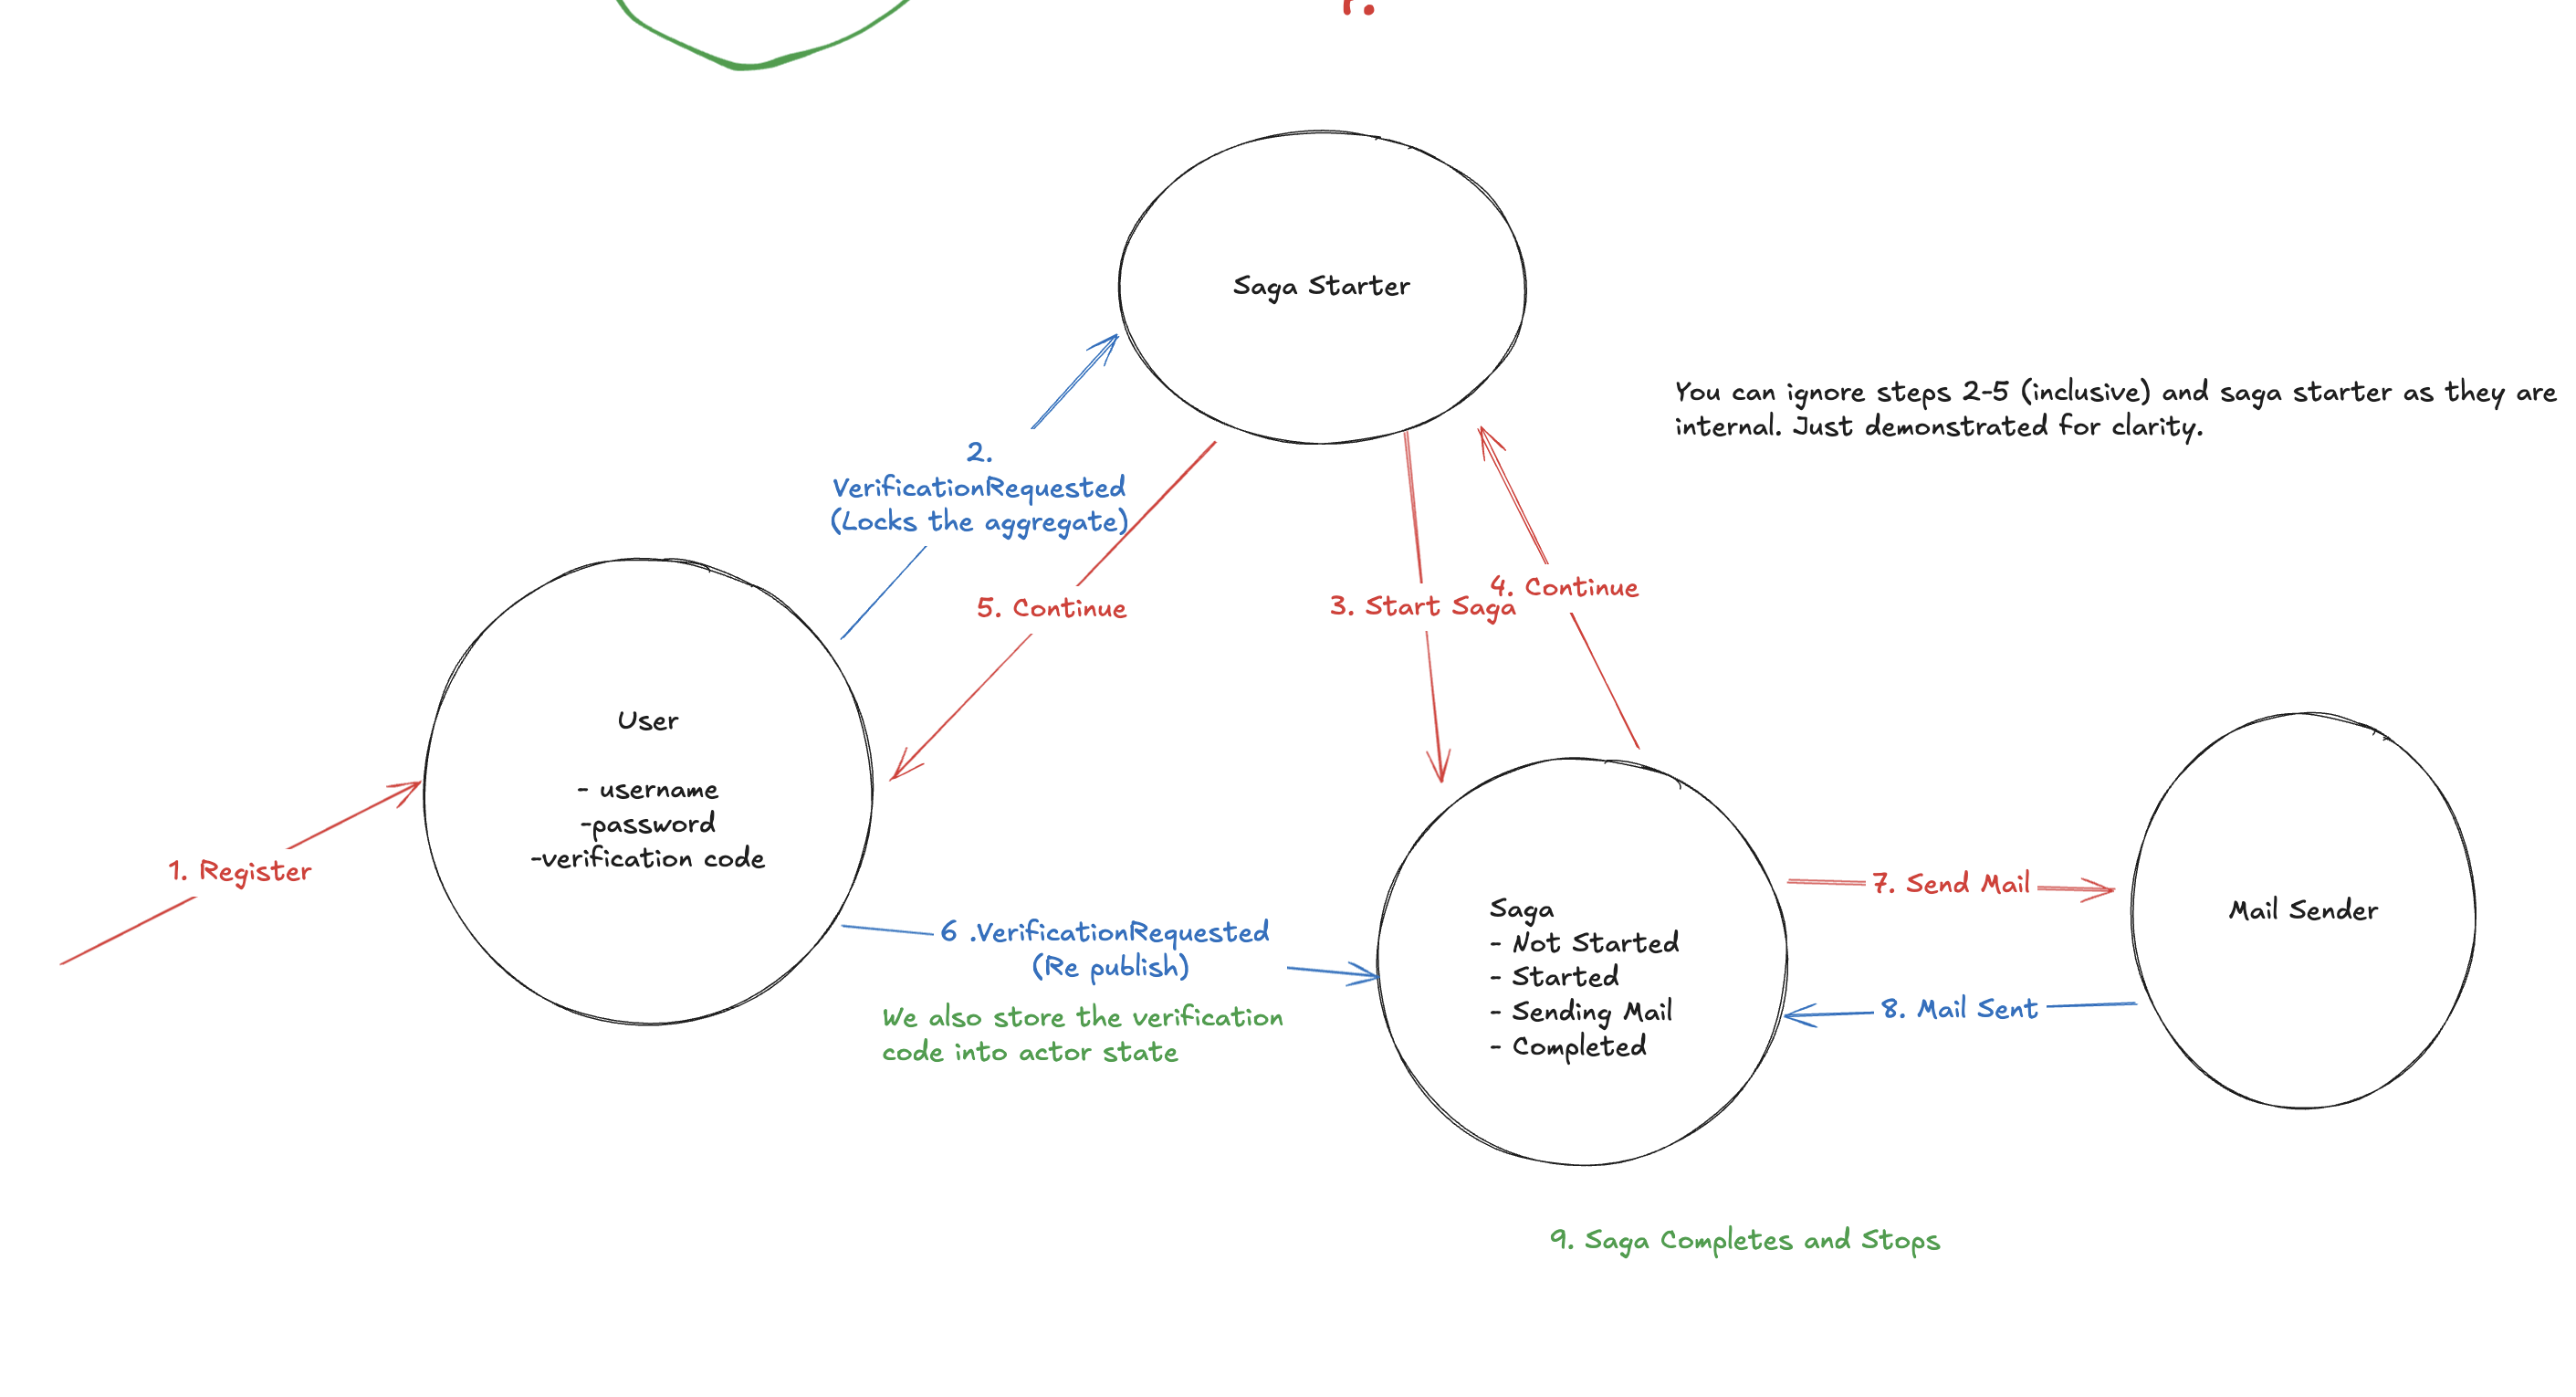 Saga Starter
You can ignore steps 2-5 (inclusive) and saga starter as they are
internal. Just demonstrated for clarity.
2.
VerificationRequested
(Locks the aggregate)
5. Continue
3. Start Saga
4. Continue
User
- username
-password
-verification code
1. Register
6 .VerificationRequested
(Re publish)
We also store the verification
code into actor state
Saga
- Not Started
- Started
- Sending Mail
- Completed
7. Send Mail
8. Mail Sent
Mail Sender
9. Saga Completes and Stops